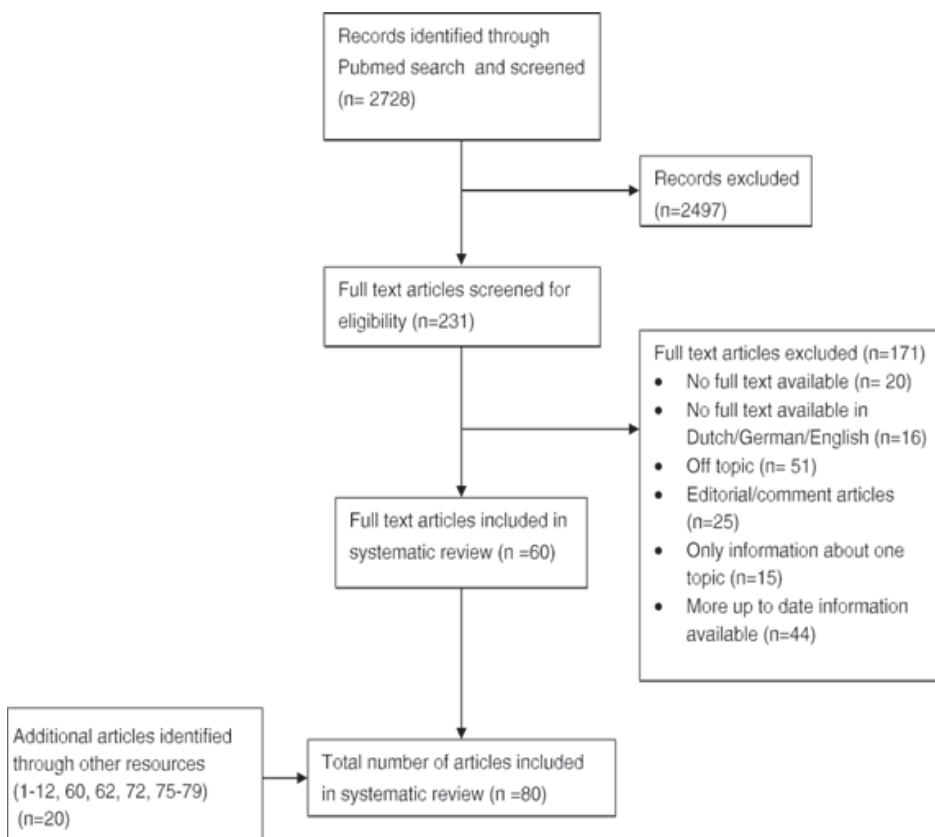 Records identified through
Pubmed search and screened
(n= 2728)
Records excluded
(n=2497)
Full text articles screened for
eligibility (n=231)
Full text articles excluded (n=171)
• No full text available (n= 20)
• No full text available in
Dutch/German/English (n=16)
• Off topic (n= 51)
• Editorial/comment articles
(n=25)
• Only information about one
topic (n=15)
• More up to date information
available (n=44)
Full text articles included in
systematic review (n =60)
Additional articles identified
through other resources
(1-12, 60, 62, 72, 75-79)
(n=20)
Total number of articles included
in systematic review (n =80)